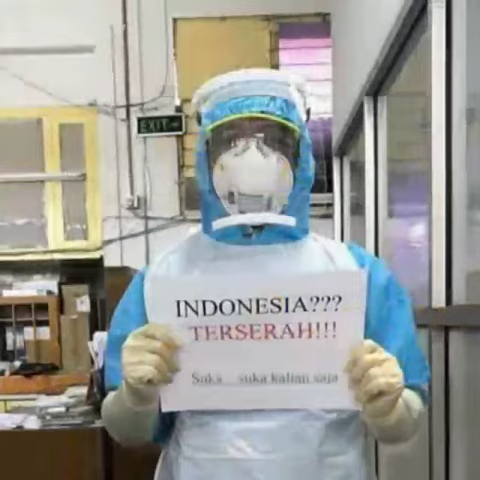 EXIT
INDONESIA???
TERSERAH!!!
Suka... suka kalian saja